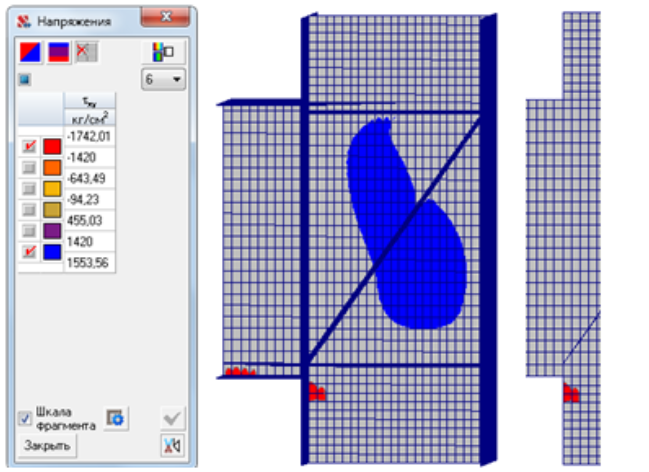 Напряжения
6
τxy
кг/см²
-1742,01
-1420
-643,49
-94,23
455,03
1420
1553,56
Шкала
фрагмента
Закрыть